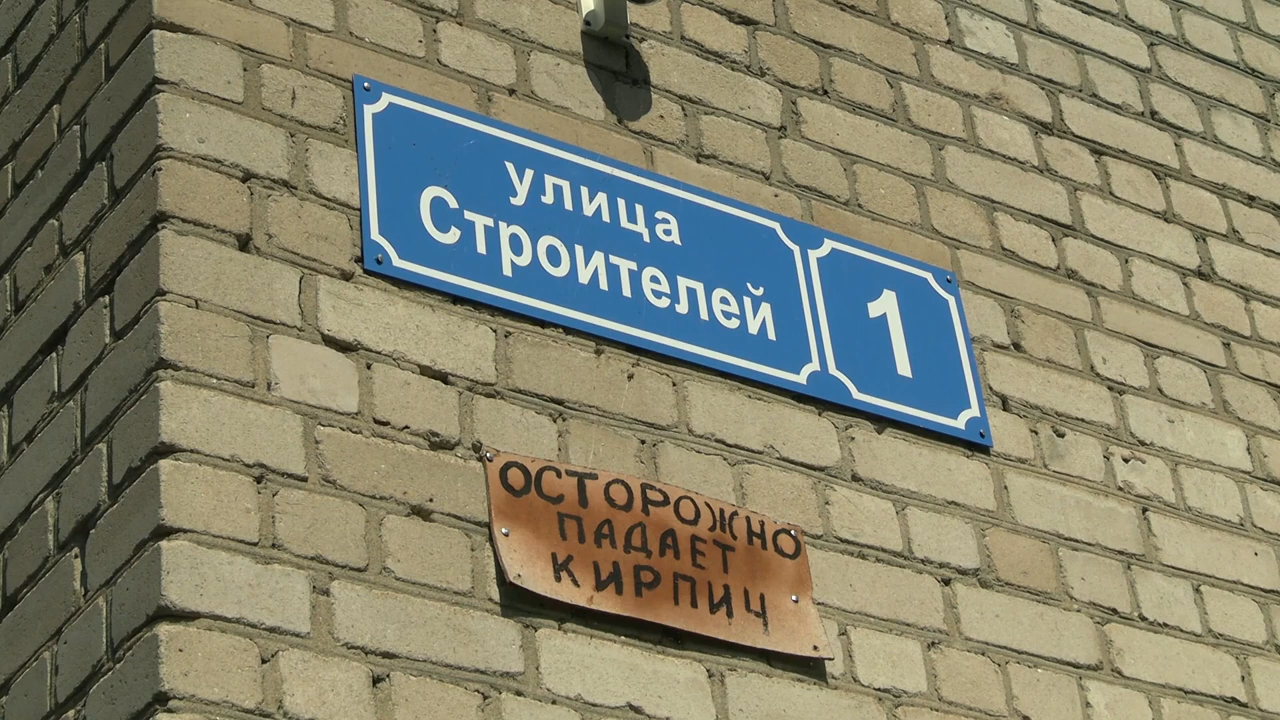 улица
Строителей
1
ОСТОРОЖНО
ПАДАЕТ
КИРПИЧ